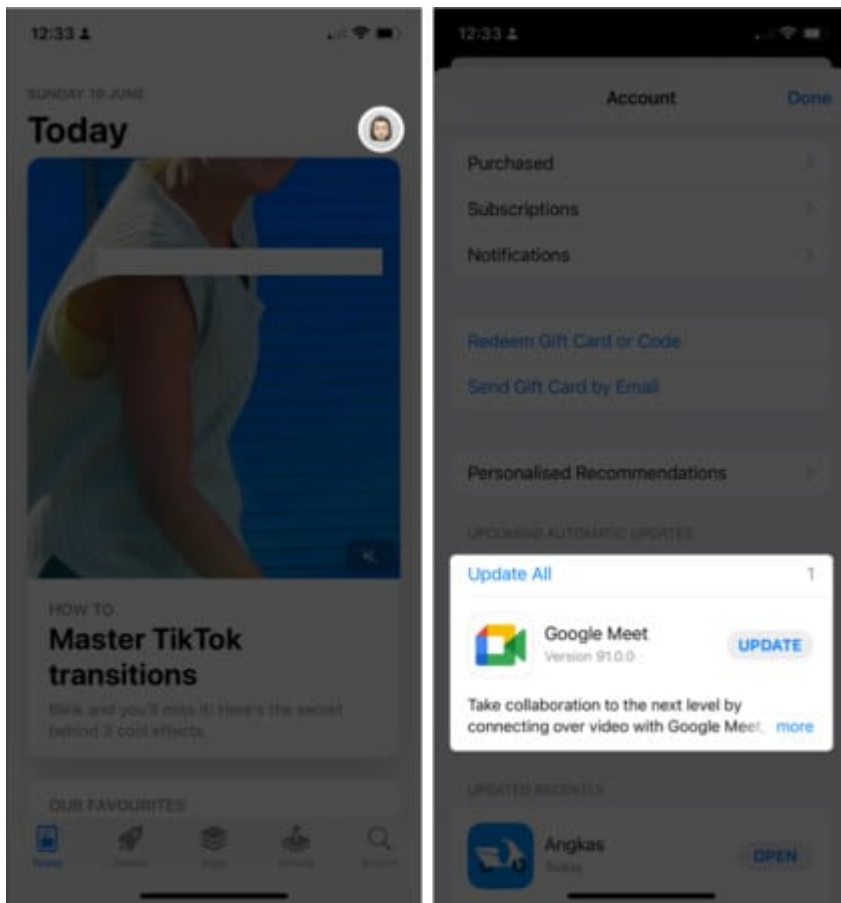 12:33
SUNDAY 19 JUNE
Today
HOW TO
Master TikTok
transitions
Blink and you'll miss it! Here's the secret
behind 3 cool effects.
OUR FAVOURITES
Today
Search
12:33
Account
Done
Purchased
Subscriptions
Notifications
Redeem Gift Card or Code
Send Gift Card by Email
Personalised Recommendations
UPCOMING AUTOMATIC UPDATES
Update All
1
Google Meet
Version 91.0.0
UPDATE
Take collaboration to the next level by
connecting over video with Google Meet, more
UPDATED RECENTLY
Angkas
Today
OPEN